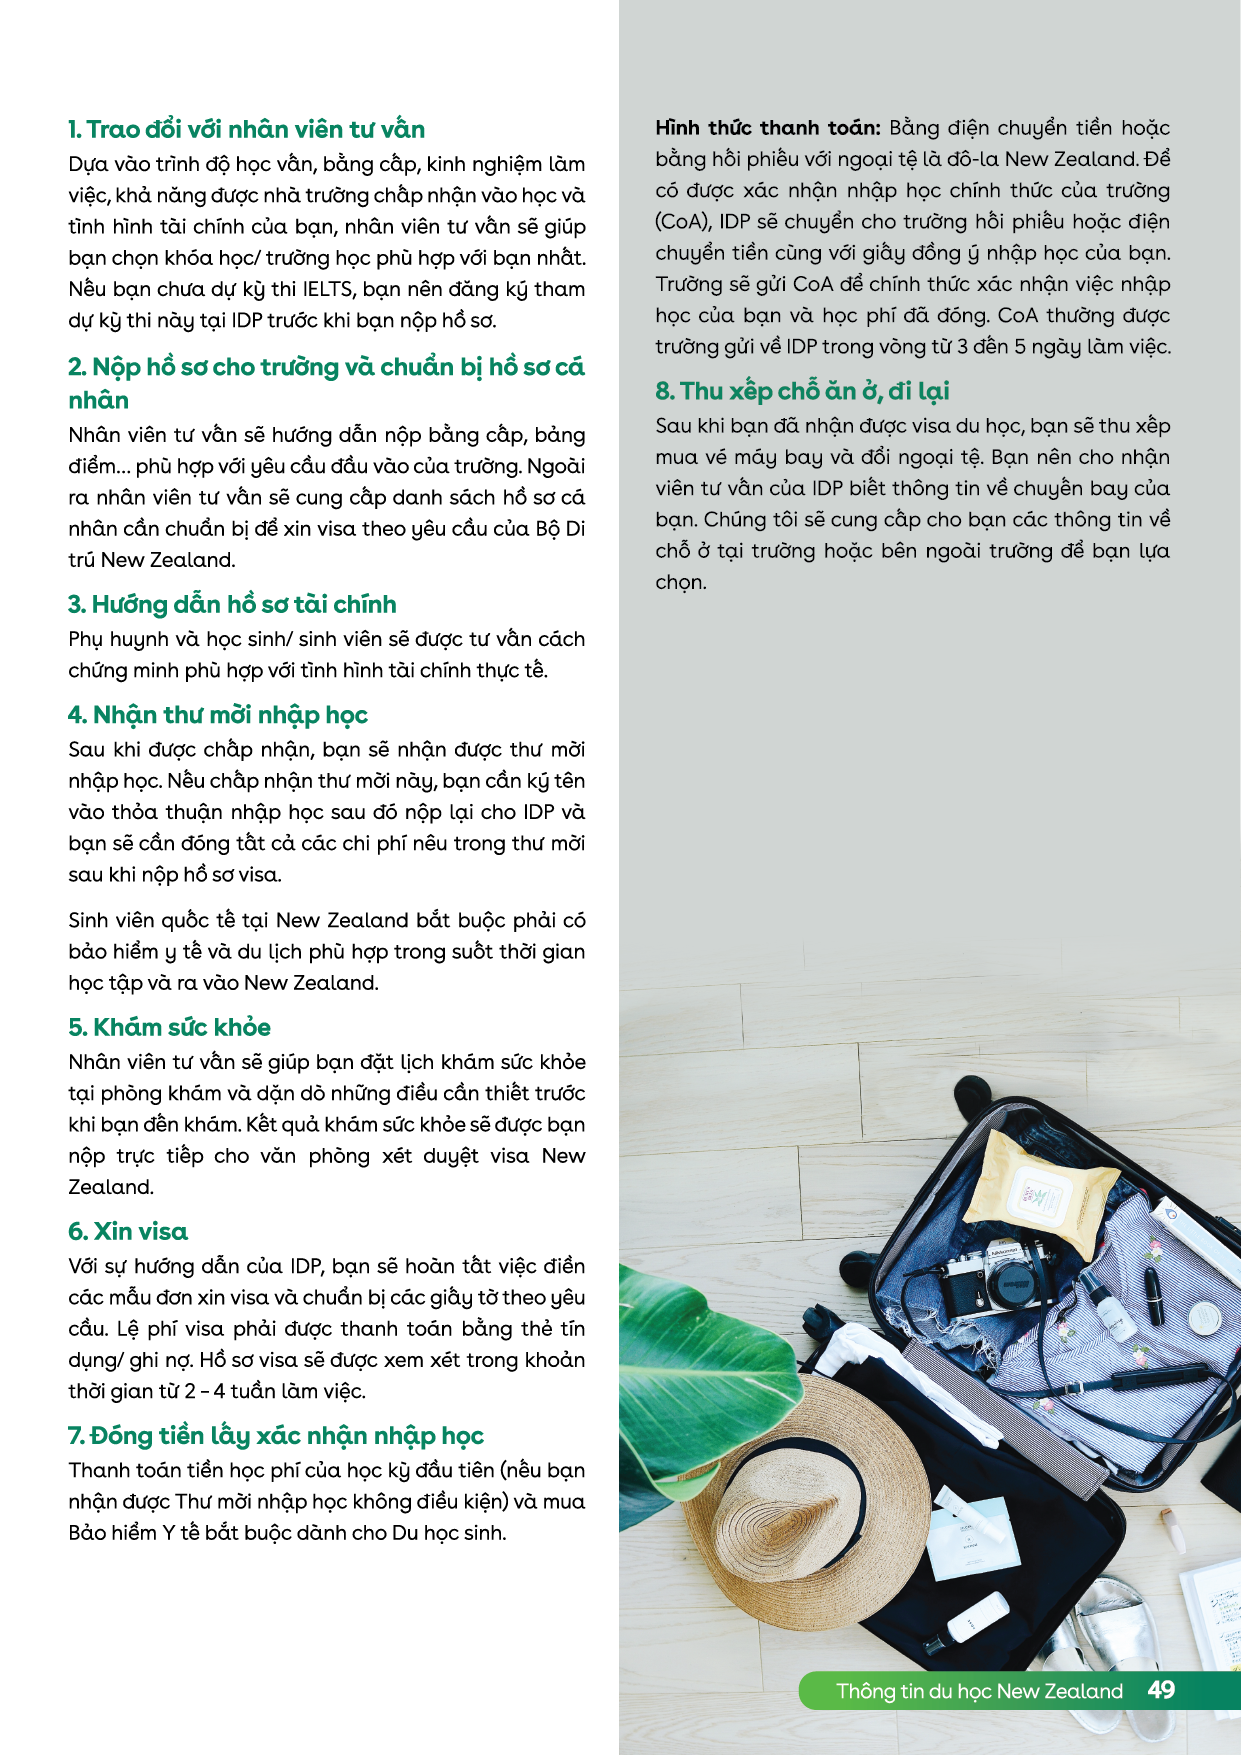 1. Trao đổi với nhân viên tư vấn
Dựa vào trình độ học vấn, bằng cấp, kinh nghiệm làm
việc, khả năng được nhà trường chấp nhận vào học và
tình hình tài chính của bạn, nhân viên tư vấn sẽ giúp
bạn chọn khóa học/ trường học phù hợp với bạn nhất.
Nếu bạn chưa dự kỳ thi IELTS, bạn nên đăng ký tham
dự kỳ thi này tại IDP trước khi bạn nộp hồ sơ.
2. Nộp hồ sơ cho trường và chuẩn bị hồ sơ cá
nhân
Nhân viên tư vấn sẽ hướng dẫn nộp bằng cấp, bảng
điểm... phù hợp với yêu cầu đầu vào của trường. Ngoài
ra nhân viên tư vấn sẽ cung cấp danh sách hồ sơ cá
nhân cần chuẩn bị để xin visa theo yêu cầu của Bộ Di
trú New Zealand.
3. Hướng dẫn hồ sơ tài chính
Phụ huynh và học sinh/ sinh viên sẽ được tư vấn cách
chứng minh phù hợp với tình hình tài chính thực tế.
4. Nhận thư mời nhập học
Sau khi được chấp nhận, bạn sẽ nhận được thư mời
nhập học. Nếu chấp nhận thư mời này, bạn cần ký tên
vào thỏa thuận nhập học sau đó nộp lại cho IDP và
bạn sẽ cần đóng tất cả các chi phí nêu trong thư mời
sau khi nộp hồ sơ visa.
Sinh viên quốc tế tại New Zealand bắt buộc phải có
bảo hiểm y tế và du lịch phù hợp trong suốt thời gian
học tập và ra vào New Zealand.
5. Khám sức khỏe
Nhân viên tư vấn sẽ giúp bạn đặt lịch khám sức khỏe
tại phòng khám và dặn dò những điều cần thiết trước
khi bạn đến khám. Kết quả khám sức khỏe sẽ được bạn
nộp trực tiếp cho văn phòng xét duyệt visa New
Zealand.
6. Xin visa
Với sự hướng dẫn của IDP, bạn sẽ hoàn tất việc điền
các mẫu đơn xin visa và chuẩn bị các giấy tờ theo yêu
cầu. Lệ phí visa phải được thanh toán bằng thẻ tín
dụng/ ghi nợ. Hồ sơ visa sẽ được xem xét trong khoản
thời gian từ 2 – 4 tuần làm việc.
7. Đóng tiền lấy xác nhận nhập học
Thanh toán tiền học phí của học kỳ đầu tiên (nếu bạn
nhận được Thư mời nhập học không điều kiện) và mua
Bảo hiểm Y tế bắt buộc dành cho Du học sinh.
Hình thức thanh toán: Bằng điện chuyển tiền hoặc
bằng hối phiếu với ngoại tệ là đô-la New Zealand. Để
có được xác nhận nhập học chính thức của trường
(CoA), IDP sẽ chuyển cho trường hối phiếu hoặc điện
chuyển tiền cùng với giấy đồng ý nhập học của bạn.
Trường sẽ gửi CoA để chính thức xác nhận việc nhập
học của bạn và học phí đã đóng. CoA thường được
trường gửi về IDP trong vòng từ 3 đến 5 ngày làm việc.
8. Thu xếp chỗ ăn ở, đi lại
Sau khi bạn đã nhận được visa du học, bạn sẽ thu xếp
mua vé máy bay và đổi ngoại tệ. Bạn nên cho nhận
viên tư vấn của IDP biết thông tin về chuyến bay của
bạn. Chúng tôi sẽ cung cấp cho bạn các thông tin về
chỗ ở tại trường hoặc bên ngoài trường để bạn lựa
chọn.
Thông tin du học New Zealand 49